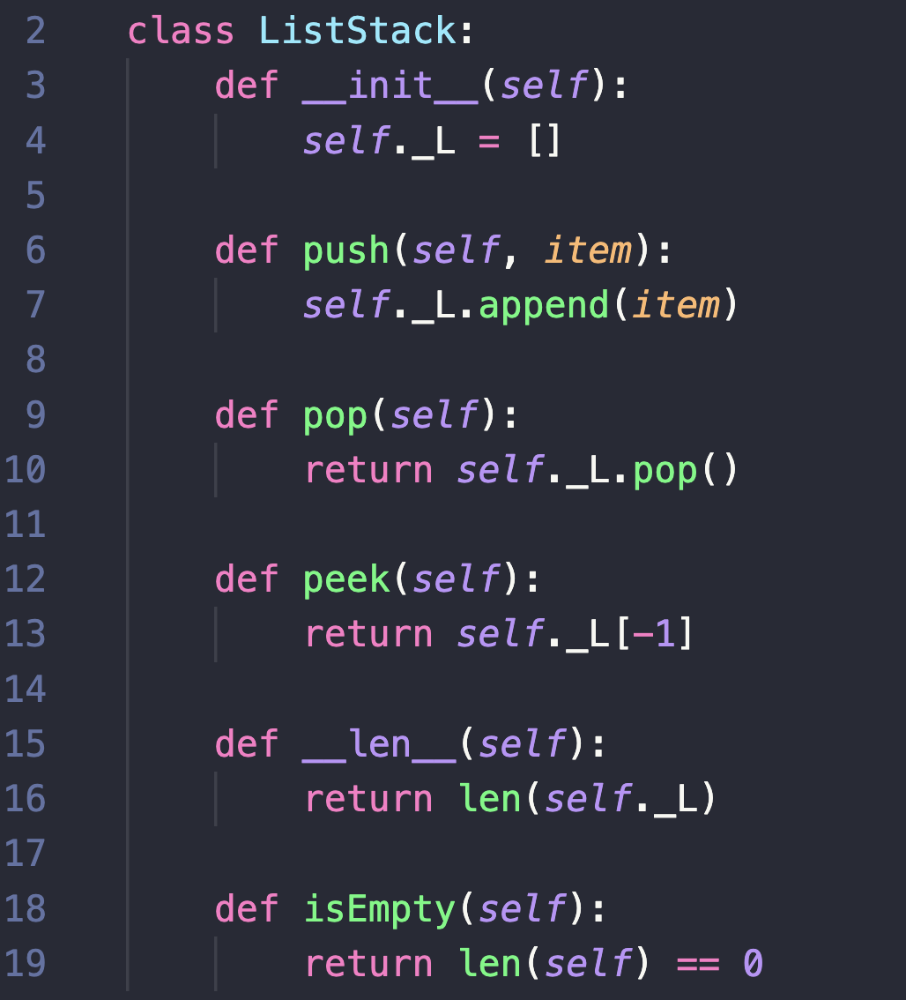 2 class ListStack:
3 def __init__(self):
4 self._L = []
5
6 def push(self, item):
7 self._L.append(item)
8
9 def pop(self):
10 return self._L.pop()
11
12 def peek(self):
13 return self._L[-1]
14
15 def __len__(self):
16 return len(self._L)
17
18 def isEmpty(self):
19 return len(self) == 0